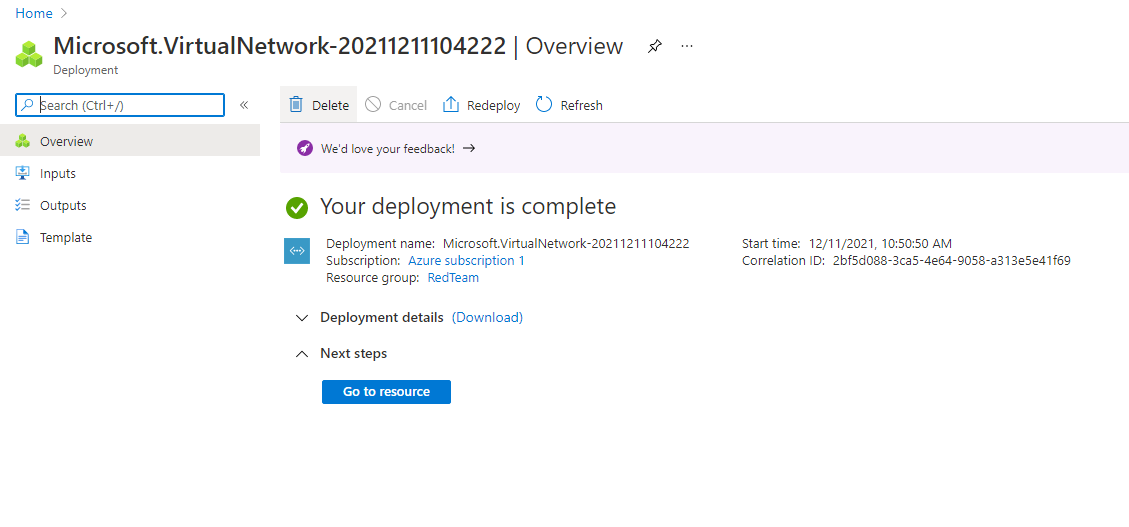 Home
Microsoft.VirtualNetwork-20211211104222 | Overview
Deployment
Search (Ctrl+/)
Overview
Inputs
Outputs
Template
Delete Cancel Redeploy Refresh
We'd love your feedback!
Your deployment is complete
Deployment name: Microsoft.VirtualNetwork-20211211104222
Subscription: Azure subscription 1
Resource group: RedTeam
Start time: 12/11/2021, 10:50:50 AM
Correlation ID: 2bf5d088-3ca5-4e64-9058-a313e5e41f69
Deployment details (Download)
Next steps
Go to resource